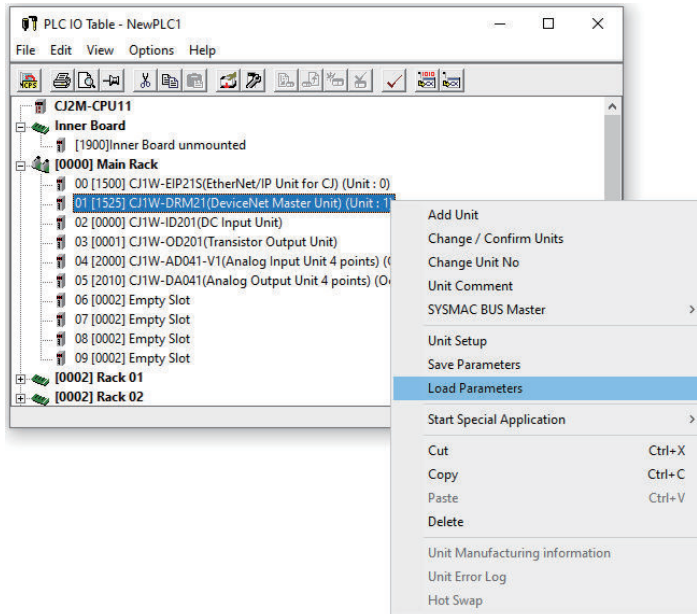 PLC IO Table - NewPLC1
File Edit View Options Help
CJ2M-CPU11
Inner Board
[1900]Inner Board unmounted
[0000] Main Rack
00 [1500] CJ1W-EIP21S(EtherNet/IP Unit for CJ) (Unit : 0)
01 [1525] CJ1W-DRM21(DeviceNet Master Unit) (Unit : 1)
02 [0000] CJ1W-ID201(DC Input Unit)
03 [0001] CJ1W-OD201(Transistor Output Unit)
04 [2000] CJ1W-AD041-V1(Analog Input Unit 4 points) (
05 [2010] CJ1W-DA041(Analog Output Unit 4 points) (
06 [0002] Empty Slot
07 [0002] Empty Slot
08 [0002] Empty Slot
09 [0002] Empty Slot
[0002] Rack 01
[0002] Rack 02
Add Unit
Change / Confirm Units
Change Unit No
Unit Comment
SYSMAC BUS Master
Unit Setup
Save Parameters
Load Parameters
Start Special Application
Cut Ctrl+X
Copy Ctrl+C
Paste Ctrl+V
Delete
Unit Manufacturing information
Unit Error Log
Hot Swap